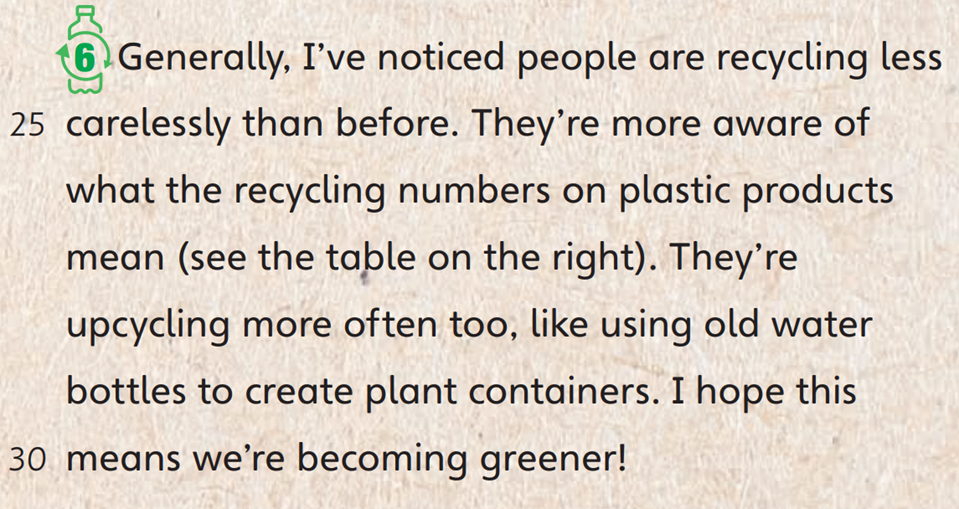 6 Generally, I've noticed people are recycling less
25 carelessly than before. They're more aware of
what the recycling numbers on plastic products
mean (see the table on the right). They're
upcycling more often too, like using old water
bottles to create plant containers. I hope this
30 means we're becoming greener!